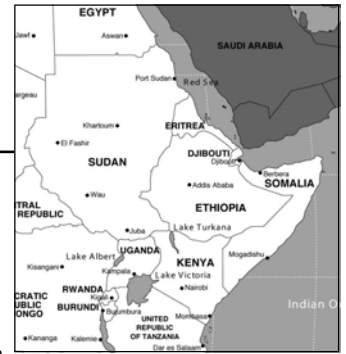 EGYPT
Jawf
Aswan
SAUDI ARABIA
Port Sudan
Red Sea
argeau
Khartoum
ERITREA
El Fashir
DJIBOUTI
Djibouti
SUDAN
Berbera
Addis Ababa
SOMALIA
Wau
ETHIOPIA
TRAL
REPUBLIC
Juba
Lake Turkana
UGANDA
Lake Albert
KENYA
Mogadishu
Kisangani
Kampala
Lake Victoria
Nairobi
RWANDA
Kigali
CRATIC
UBLIC
ONGO
BURUNDI
Bujumbura
Indian O
UNITED
REPUBLIC
OF TANZANIA
Mombasa
Kananga
Kalemie
Dar es Salaam